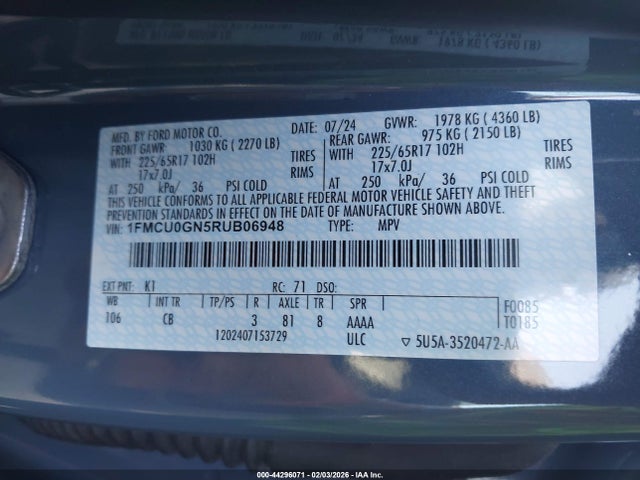 MFD. BY FORD MOTOR CO.
DATE: 07/24 GVWR: 1978 KG ( 4360 LB)
FRONT GAWR: 1030 KG ( 2270 LB) REAR GAWR: 975 KG ( 2150 LB)
WITH 225/65R17 102H TIRES WITH 225/65R17 102H TIRES
17x7.0J RIMS 17x7.0J RIMS
AT 250 kPa/ 36 PSI COLD AT 250 kPa/ 36 PSI COLD
THIS VEHICLE CONFORMS TO ALL APPLICABLE FEDERAL MOTOR VEHICLE SAFETY AND THEFT
PREVENTION STANDARDS IN EFFECT ON THE DATE OF MANUFACTURE SHOWN ABOVE.
VIN: 1FMCU0GN5RUB06948 TYPE: MPV
EXT PNT: K1 RC: 71 DSO:
WB INT TR TP/PS R AXLE TR SPR
106 CB 3 81 8 AAAA
F0085
T0185
1202407153729 ULC ▽ 5U5A-3520472-AA
000-44296071 - 02/03/2026 - IAA Inc.